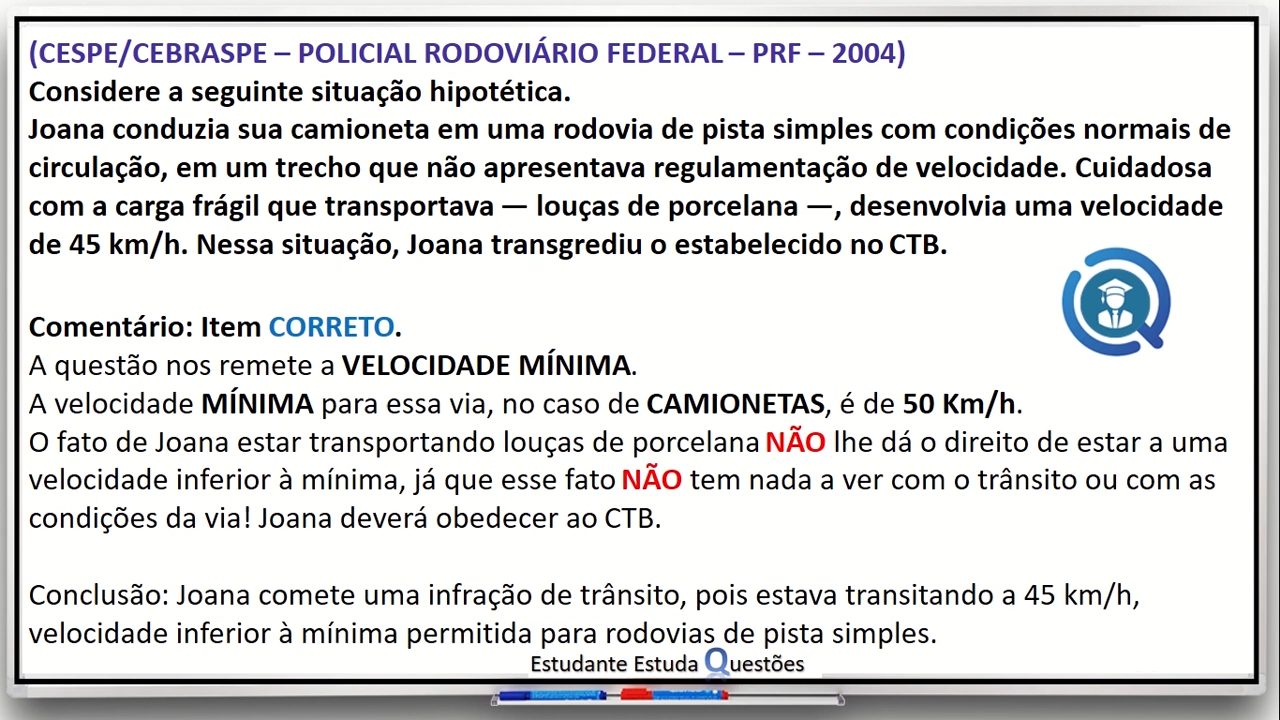 (CESPE/CEBRASPE – POLICIAL RODOVIÁRIO FEDERAL – PRF – 2004)
Considere a seguinte situação hipotética.
Joana conduzia sua camioneta em uma rodovia de pista simples com condições normais de
circulação, em um trecho que não apresentava regulamentação de velocidade. Cuidadosa
com a carga frágil que transportava — louças de porcelana —, desenvolvia uma velocidade
de 45 km/h. Nessa situação, Joana transgrediu o estabelecido no CTB.
Comentário: Item CORRETO.
A questão nos remete a VELOCIDADE MÍNIMA.
A velocidade MÍNIMA para essa via, no caso de CAMIONETAS, é de 50 Km/h.
O fato de Joana estar transportando louças de porcelana NÃO lhe dá o direito de estar a uma
velocidade inferior à mínima, já que esse fato NÃO tem nada a ver com o trânsito ou com as
condições da via! Joana deverá obedecer ao CTB.
Conclusão: Joana comete uma infração de trânsito, pois estava transitando a 45 km/h,
velocidade inferior à mínima permitida para rodovias de pista simples.
Estudante Estuda Questões